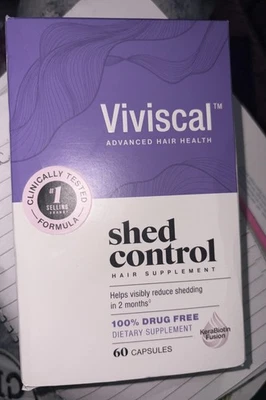 Viviscal™
ADVANCED HAIR HEALTH
CLINICALLY TESTED
#1
SELLING
FORMULA
shed
control
HAIR SUPPLEMENT
Helps visibly reduce shedding
in 2 months
100% DRUG FREE
DIETARY SUPPLEMENT
60 CAPSULES
KeraBiotin
Fusion